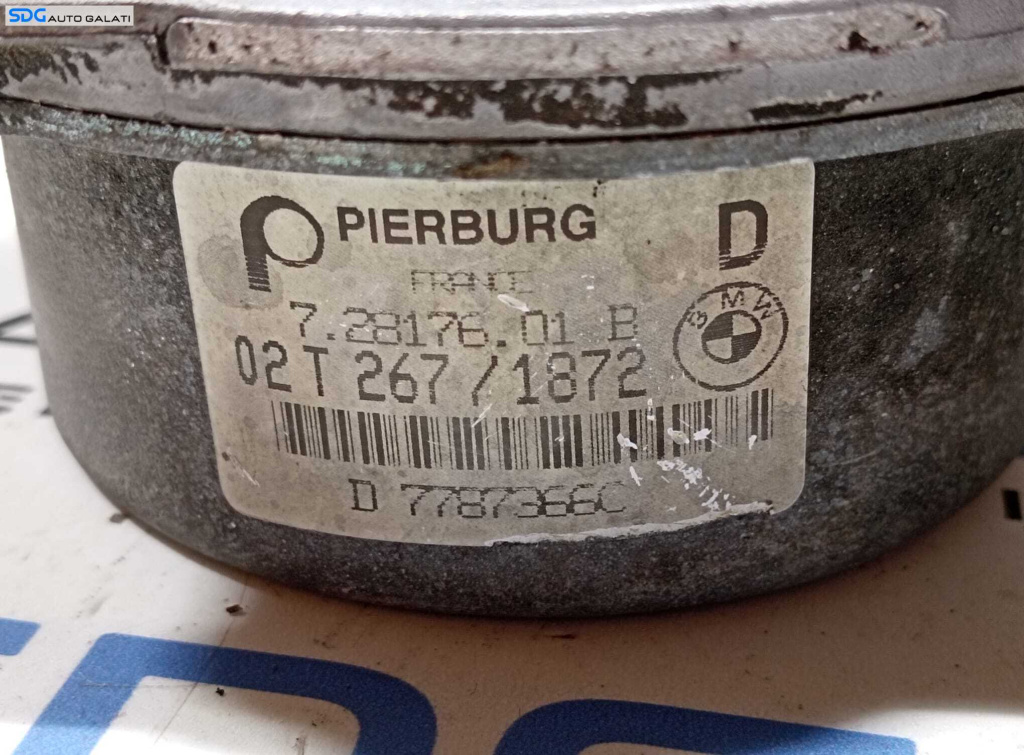 SDG AUTO GALATI
PIERBURG D
FRANCE
7.28176.01 B
BMW
02T 267/1872
D 7787366C